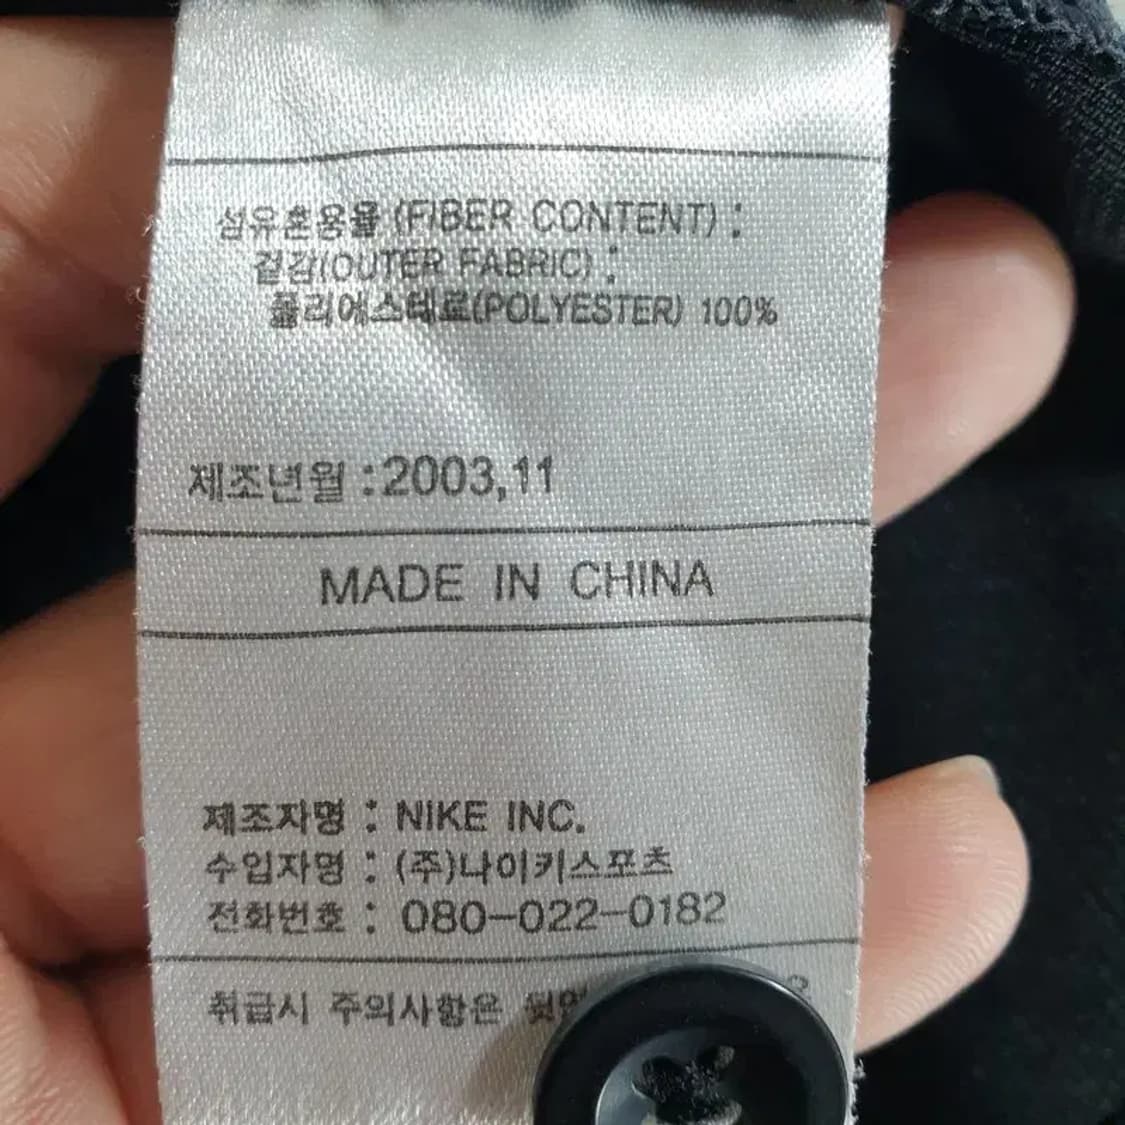 섬유혼용율(FIBER CONTENT) :
겉감(OUTER FABRIC) :
폴리에스테르(POLYESTER) 100%
제조년월 :2003,11
MADE IN CHINA
제조자명 : NIKE INC.
수입자명 : (주)나이키스포츠
전화번호 : 080-022-0182
취급시 주의사항은